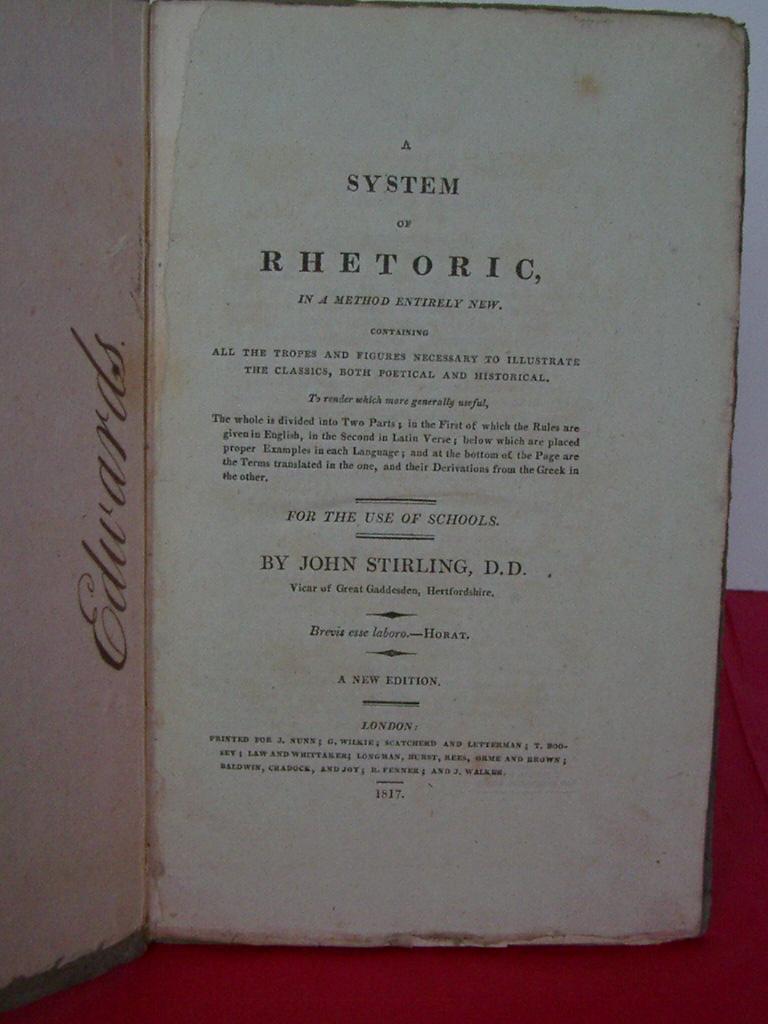 Edwards.
A
SYSTEM
OF
RHETORIC,
IN A METHOD ENTIRELY NEW.
CONTAINING
ALL THE TROPES AND FIGURES NECESSARY TO ILLUSTRATE
THE CLASSICS, BOTH POETICAL AND HISTORICAL.
To render which more generally useful,
The whole is divided into Two Parts; in the First of which the Rules are
given in English, in the Second in Latin Verse; below which are placed
proper Examples in each Language; and at the bottom of the Page are
the Terms translated in the one, and their Derivations from the Greek in
the other.
FOR THE USE OF SCHOOLS.
BY JOHN STIRLING, D.D.
Vicar of Great Gaddesden, Hertfordshire.
Brevis esse laboro.—HORAT.
A NEW EDITION.
LONDON:
PRINTED FOR J. NUNN; G. WILKIE; SCATCHERD AND LETTERMAN; T. BOO-
SEY; LAW AND WHITTAKER; LONGMAN, HURST, REES, ORME AND BROWN;
BALDWIN, CRADOCK, AND JOY; R. FENNER; AND J. WALKER.
1817.